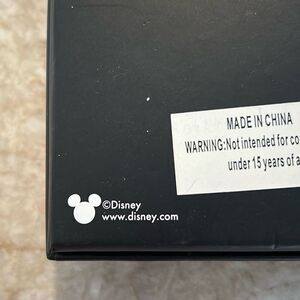 MADE IN CHINA
WARNING:Not intended for co
under 15 years of a
©Disney
www.disney.com